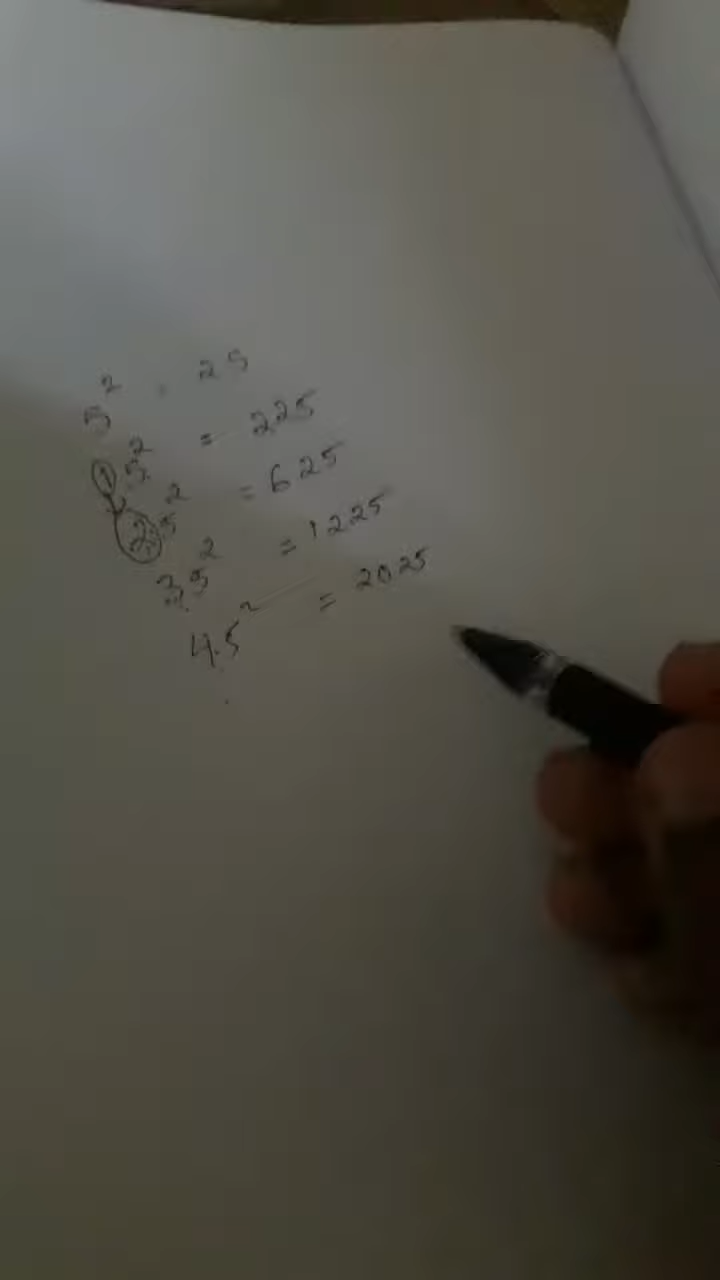 5² = 25
15² = 225
25² = 625
35² = 1225
45² = 2025